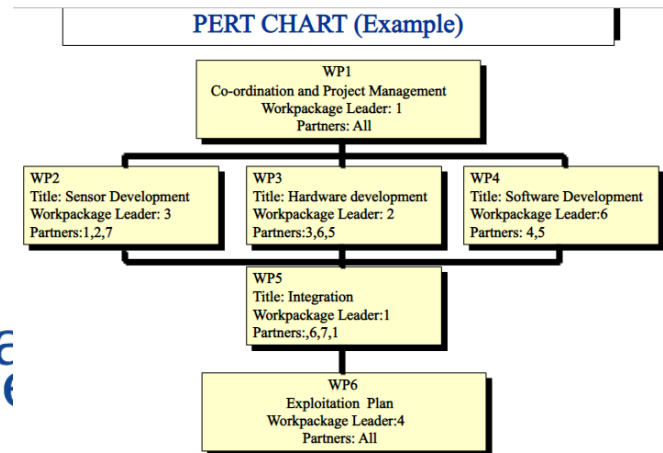 PERT CHART (Example)
WP1
Co-ordination and Project Management
Workpackage Leader: 1
Partners: All
WP2
Title: Sensor Development
Workpackage Leader: 3
Partners:1,2,7
WP3
Title: Hardware development
Workpackage Leader: 2
Partners:3,6,5
WP4
Title: Software Development
Workpackage Leader:6
Partners: 4,5
WP5
Title: Integration
Workpackage Leader:1
Partners:,6,7,1
WP6
Exploitation Plan
Workpackage Leader:4
Partners: All